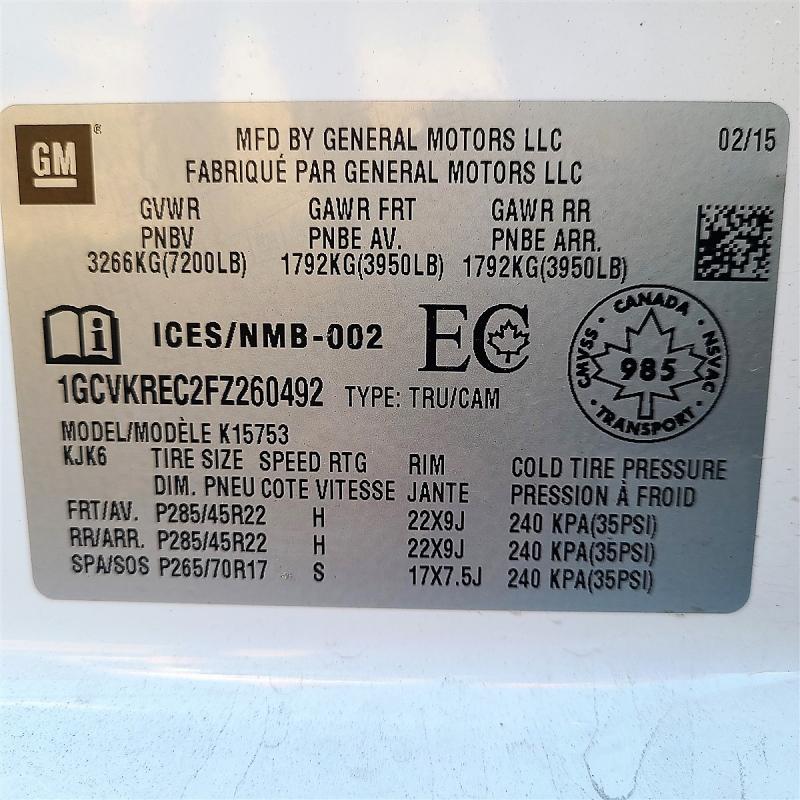 GM®
MFD BY GENERAL MOTORS LLC 02/15
FABRIQUÉ PAR GENERAL MOTORS LLC
GVWR GAWR FRT GAWR RR
PNBV PNBE AV. PNBE ARR.
3266KG(7200LB) 1792KG(3950LB) 1792KG(3950LB)
ICES/NMB-002 EC
CANADA CMVSS NSVAC 985 TRANSPORT
1GCVKREC2FZ260492 TYPE: TRU/CAM
MODEL/MODÈLE K15753
KJK6 TIRE SIZE SPEED RTG RIM COLD TIRE PRESSURE
DIM. PNEU COTE VITESSE JANTE PRESSION À FROID
FRT/AV. P285/45R22 H 22X9J 240 KPA(35PSI)
RR/ARR. P285/45R22 H 22X9J 240 KPA(35PSI)
SPA/SOS P265/70R17 S 17X7.5J 240 KPA(35PSI)